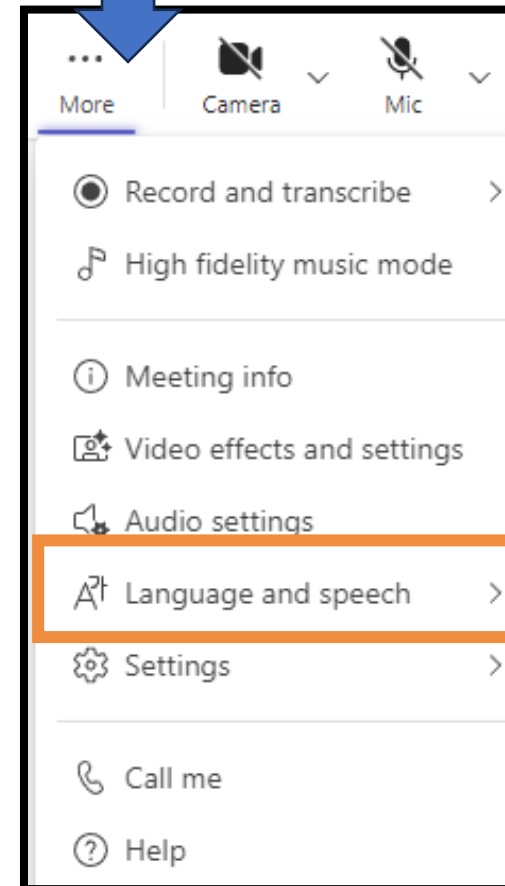 More Camera Mic
Record and transcribe
High fidelity music mode
Meeting info
Video effects and settings
Audio settings
Language and speech
Settings
Call me
Help